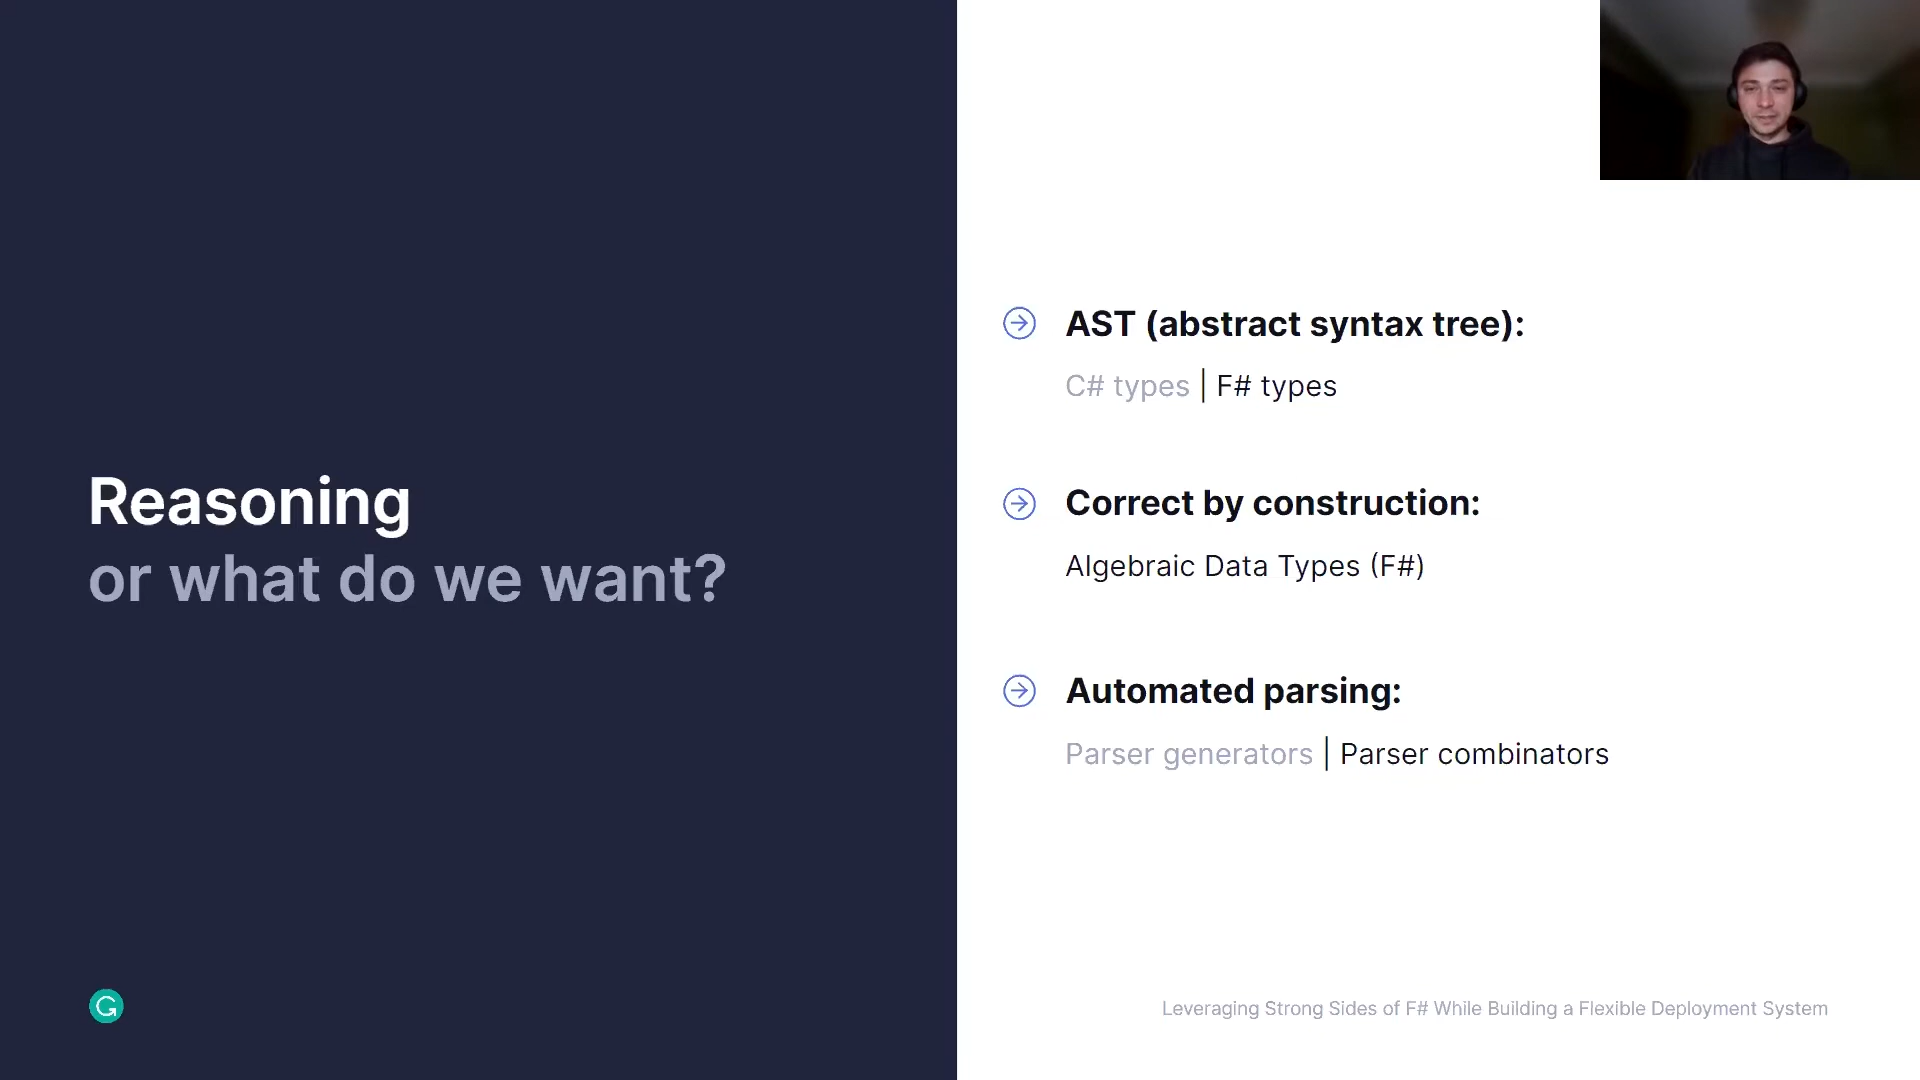 Reasoning
or what do we want?
AST (abstract syntax tree):
C# types | F# types
Correct by construction:
Algebraic Data Types (F#)
Automated parsing:
Parser generators | Parser combinators
Leveraging Strong Sides of F# While Building a Flexible Deployment System